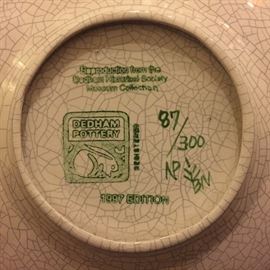 Reproduction from the
Dedham Historical Society
Museum Collection
DEDHAM
POTTERY
REGISTERED
87/300
1997 EDITION